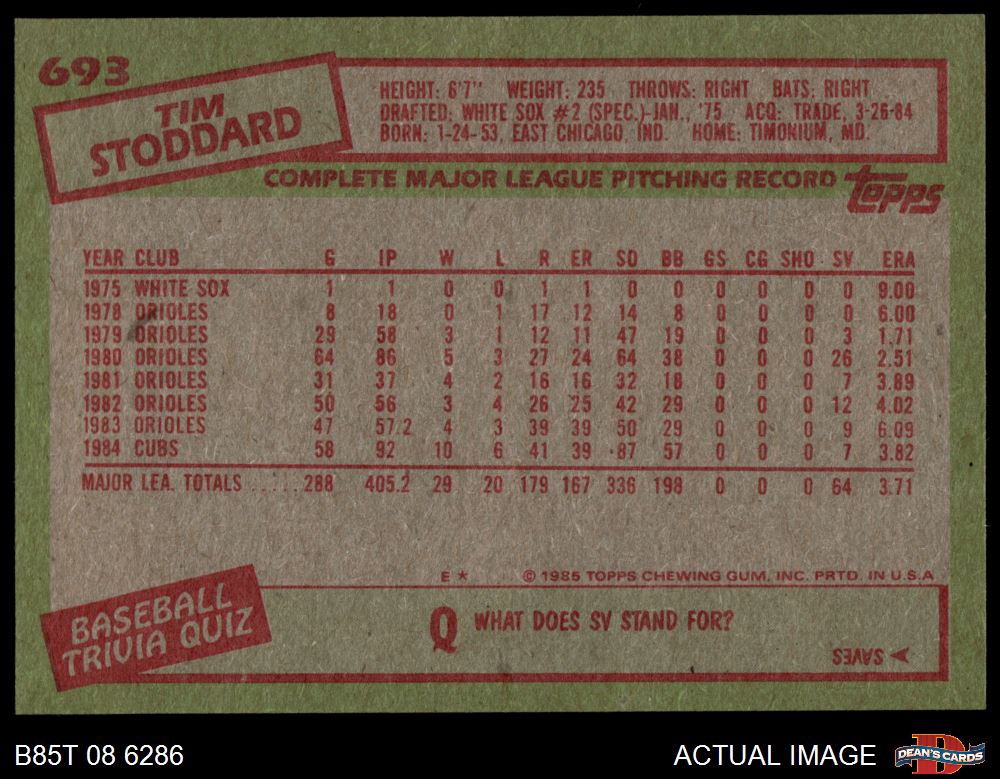 693
TIM
STODDARD
HEIGHT: 6'7" WEIGHT: 235 THROWS: RIGHT BATS: RIGHT
DRAFTED: WHITE SOX #2 (SPEC.)-JAN., '75 ACQ: TRADE, 3-26-84
BORN: 1-24-53, EAST CHICAGO, IND. HOME: TIMONIUM, MD.
COMPLETE MAJOR LEAGUE PITCHING RECORD topps
YEAR CLUB G IP W L R ER SO BB GS CG SHO SV ERA
1975 WHITE SOX 1 1 0 0 1 1 0 0 0 0 0 0 9.00
1978 ORIOLES 8 18 0 1 17 12 14 8 0 0 0 0 6.00
1979 ORIOLES 29 58 3 1 12 11 47 19 0 0 0 3 1.71
1980 ORIOLES 64 86 5 3 27 24 64 38 0 0 0 26 2.51
1981 ORIOLES 31 37 4 2 16 16 32 18 0 0 0 7 3.89
1982 ORIOLES 50 56 3 4 26 25 42 29 0 0 0 12 4.02
1983 ORIOLES 47 57.2 4 3 39 39 50 29 0 0 0 9 6.09
1984 CUBS 58 92 10 6 41 39 87 57 0 0 0 7 3.82
MAJOR LEA. TOTALS ..... 288 405.2 29 20 179 167 336 198 0 0 0 64 3.71
E * © 1985 TOPPS CHEWING GUM, INC. PRTD. IN U.S.A.
BASEBALL
TRIVIA QUIZ
Q WHAT DOES SV STAND FOR?
SAVES
B85T 08 6286 ACTUAL IMAGE DEAN'S CARDS